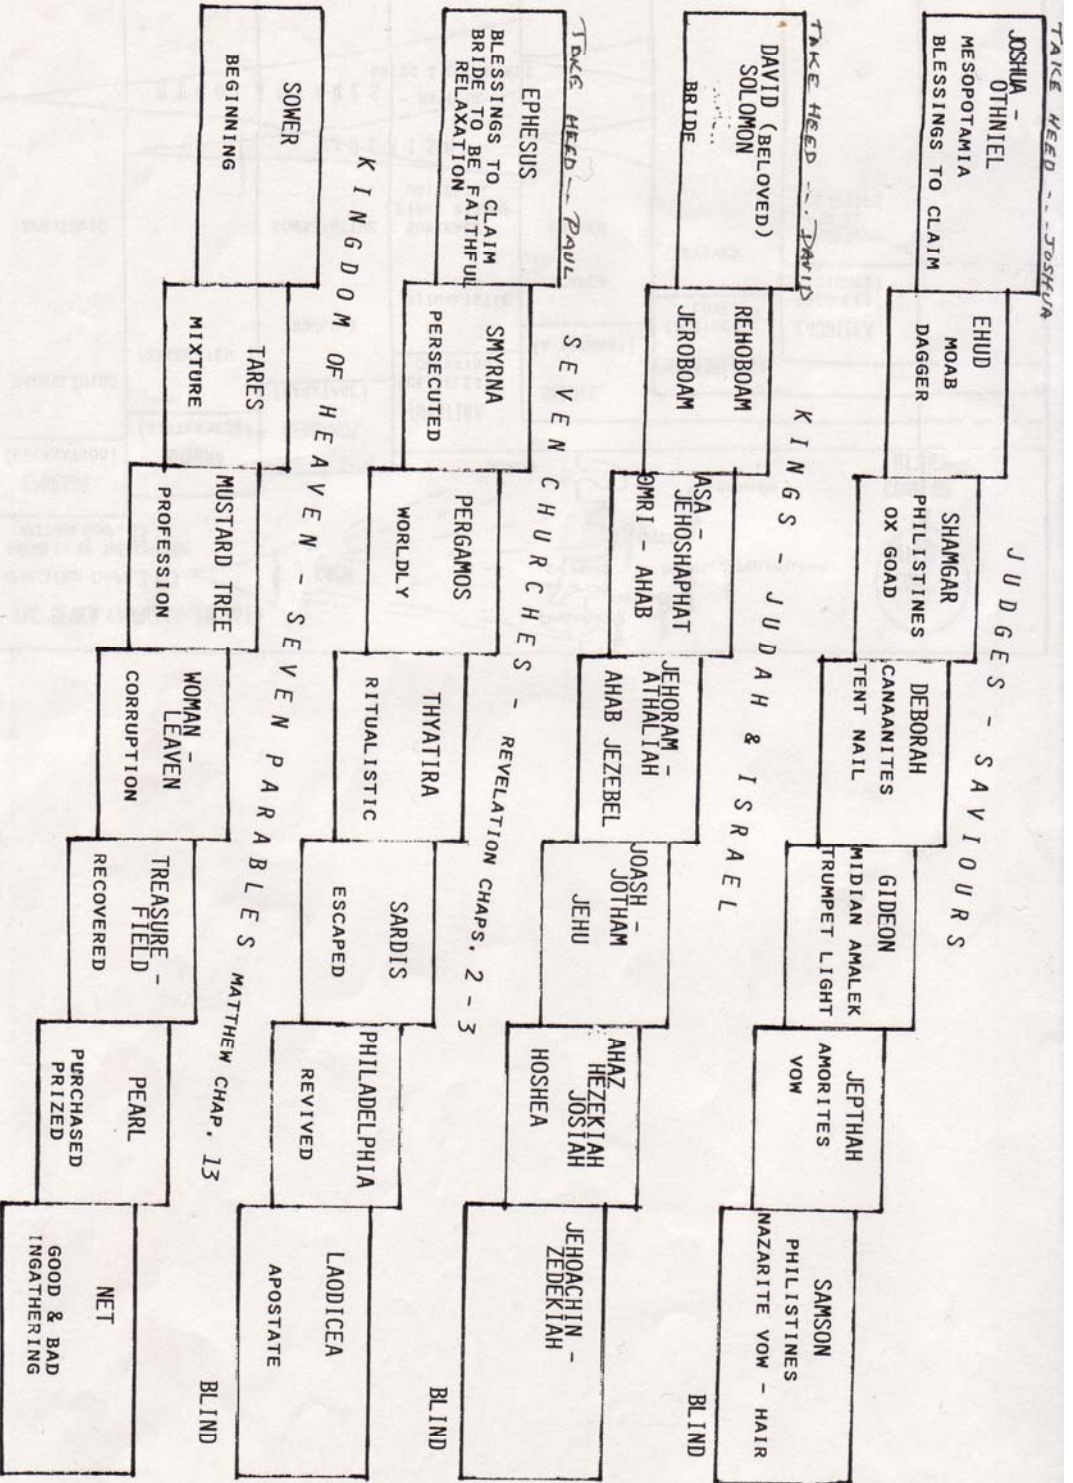 TAKE HEED -- JOSHUA
JOSHUA -
OTHNIEL
MESOPOTAMIA
BLESSINGS TO CLAIM
EHUD
MOAB
DAGGER
SHAMGAR
PHILISTINES
OX GOAD
DEBORAH
CANAANITES
TENT NAIL
GIDEON
MIDIAN AMALEK
TRUMPET LIGHT
JEPTHAH
AMORITES
VOW
SAMSON
PHILISTINES
NAZARITE VOW - HAIR
JUDGES - SAVIOURS
BLIND
TAKE HEED --. DAVID
DAVID (BELOVED)
SOLOMON
BRIDE
REHOBOAM
JEROBOAM
ASA -
JEHOSHAPHAT
OMRI - AHAB
JEHORAM -
ATHALIAH
AHAB JEZEBEL
JOASH -
JOTHAM
JEHU
AHAZ
HEZEKIAH
JOSIAH
HOSHEA
JEHOACHIN -
ZEDEKIAH
KINGS - JUDAH & ISRAEL
BLIND
TAKE HEED -- PAUL
EPHESUS
BLESSINGS TO CLAIM
BRIDE TO BE FAITHFUL
RELAXATION
SMYRNA
PERSECUTED
PERGAMOS
WORLDLY
THYATIRA
RITUALISTIC
SARDIS
ESCAPED
PHILADELPHIA
REVIVED
LAODICEA
APOSTATE
SEVEN CHURCHES - REVELATION CHAPS. 2 - 3
BLIND
KINGDOM OF HEAVEN - SEVEN PARABLES MATTHEW CHAP. 13
SOWER
BEGINNING
TARES
MIXTURE
MUSTARD TREE
PROFESSION
WOMAN -
LEAVEN
CORRUPTION
TREASURE -
FIELD
RECOVERED
PEARL
PURCHASED
PRIZED
NET
GOOD & BAD
INGATHERING